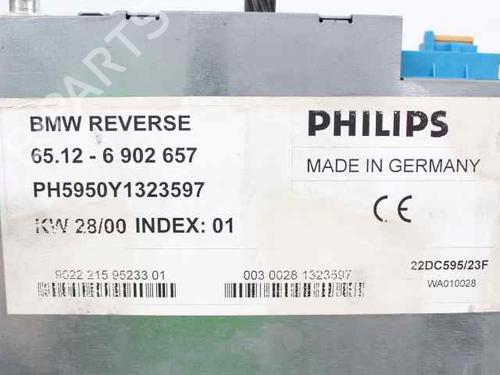 BMW REVERSE
65.12 - 6 902 657
PH5950Y1323597
KW 28/00 INDEX: 01
PHILIPS
MADE IN GERMANY
CE
9022 215 95233 01
003 0028 1323597
22DC595/23F
WA010028
B-PARTS